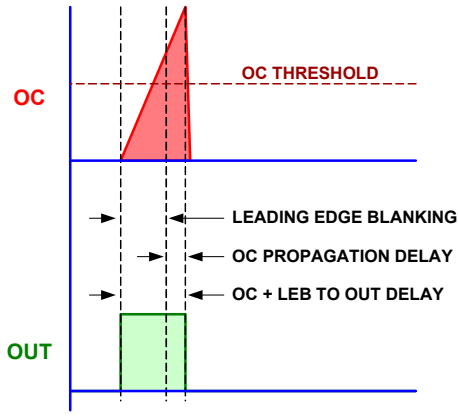 OC THRESHOLD
OC
LEADING EDGE BLANKING
OC PROPAGATION DELAY
OC + LEB TO OUT DELAY
OUT